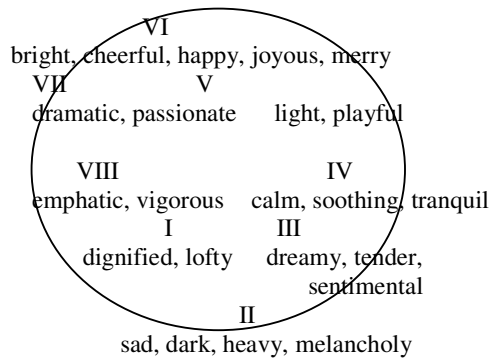 VI
bright, cheerful, happy, joyous, merry
VII V
dramatic, passionate light, playful
VIII IV
emphatic, vigorous calm, soothing, tranquil
I III
dignified, lofty dreamy, tender,
sentimental
II
sad, dark, heavy, melancholy